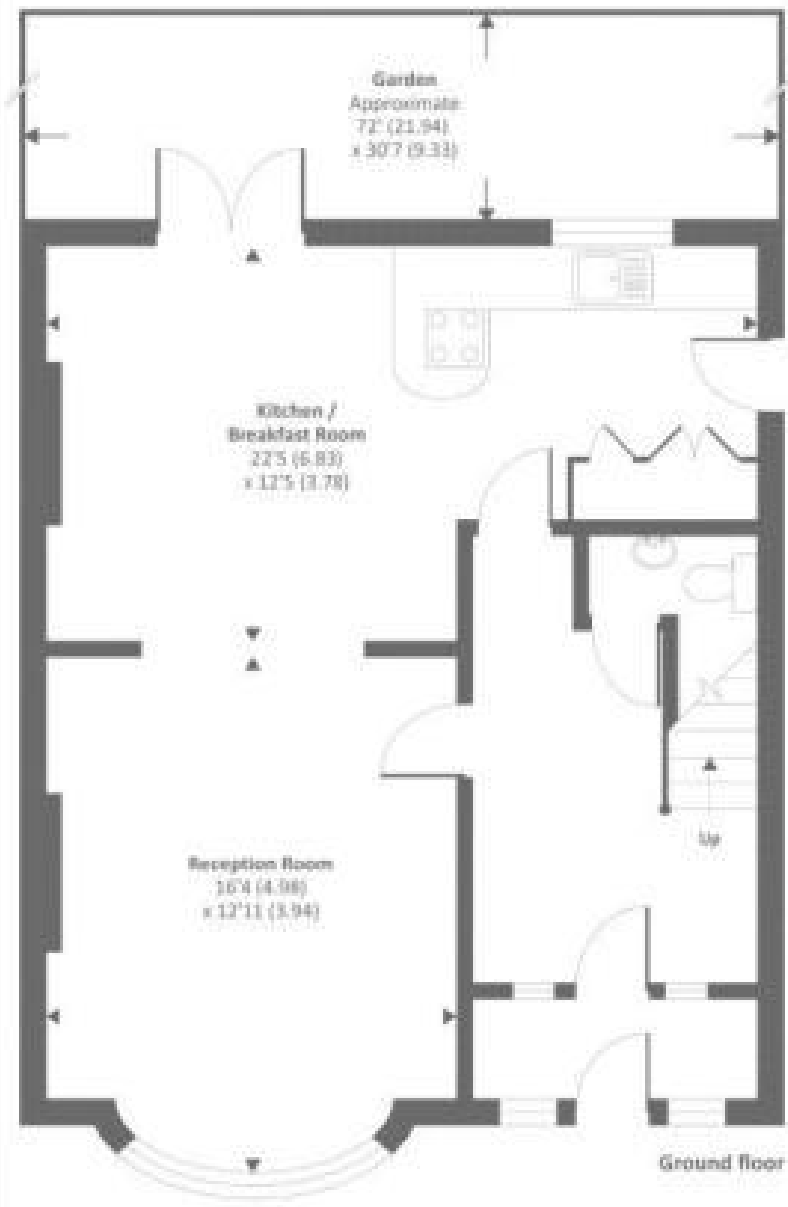 Garden
Approximate
72' (21.94)
x 30'7 (9.33)
Kitchen /
Breakfast Room
22'5 (6.83)
x 12'5 (3.78)
Reception Room
16'4 (4.98)
x 12'11 (3.94)
Up
Ground floor